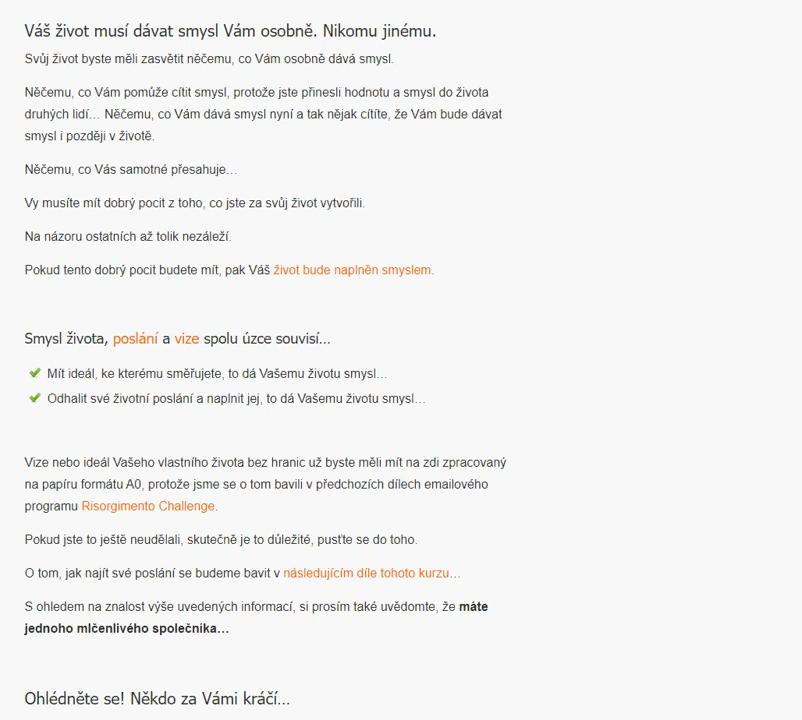 Váš život musí dávat smysl Vám osobně. Nikomu jinému.
Svůj život byste měli zasvětit něčemu, co Vám osobně dává smysl.
Něčemu, co Vám pomůže cítit smysl, protože jste přinesli hodnotu a smysl do života
druhých lidí… Něčemu, co Vám dává smysl nyní a tak nějak cítíte, že Vám bude dávat
smysl i později v životě.
Něčemu, co Vás samotné přesahuje…
Vy musíte mít dobrý pocit z toho, co jste za svůj život vytvořili.
Na názoru ostatních až tolik nezáleží.
Pokud tento dobrý pocit budete mít, pak Váš život bude naplněn smyslem.
Smysl života, poslání a vize spolu úzce souvisí…
Mít ideál, ke kterému směřujete, to dá Vašemu životu smysl…
Odhalit své životní poslání a naplnit jej, to dá Vašemu životu smysl…
Vize nebo ideál Vašeho vlastního života bez hranic už byste měli mít na zdi zpracovaný
na papíru formátu A0, protože jsme se o tom bavili v předchozích dílech emailového
programu Risorgimento Challenge.
Pokud jste to ještě neudělali, skutečně je to důležité, pusťte se do toho.
O tom, jak najít své poslání se budeme bavit v následujícím díle tohoto kurzu…
S ohledem na znalost výše uvedených informací, si prosím také uvědomte, že máte
jednoho mlčenlivého společníka…
Ohlédněte se! Někdo za Vámi kráčí…